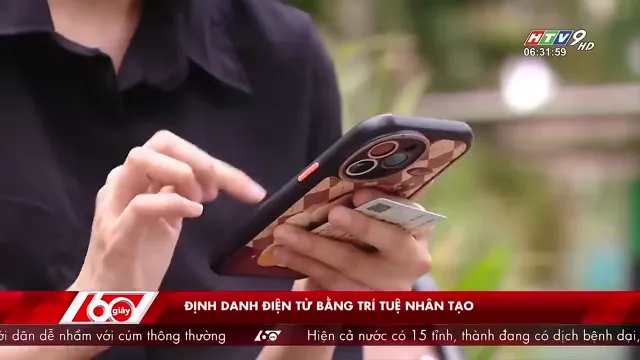 HTV9 HD
06:31:59
60 giây
ĐỊNH DANH ĐIỆN TỬ BẰNG TRÍ TUỆ NHÂN TẠO
dân dễ nhầm với cúm thông thường 60 Hiện cả nước có 15 tỉnh, thành đang có dịch bệnh dại